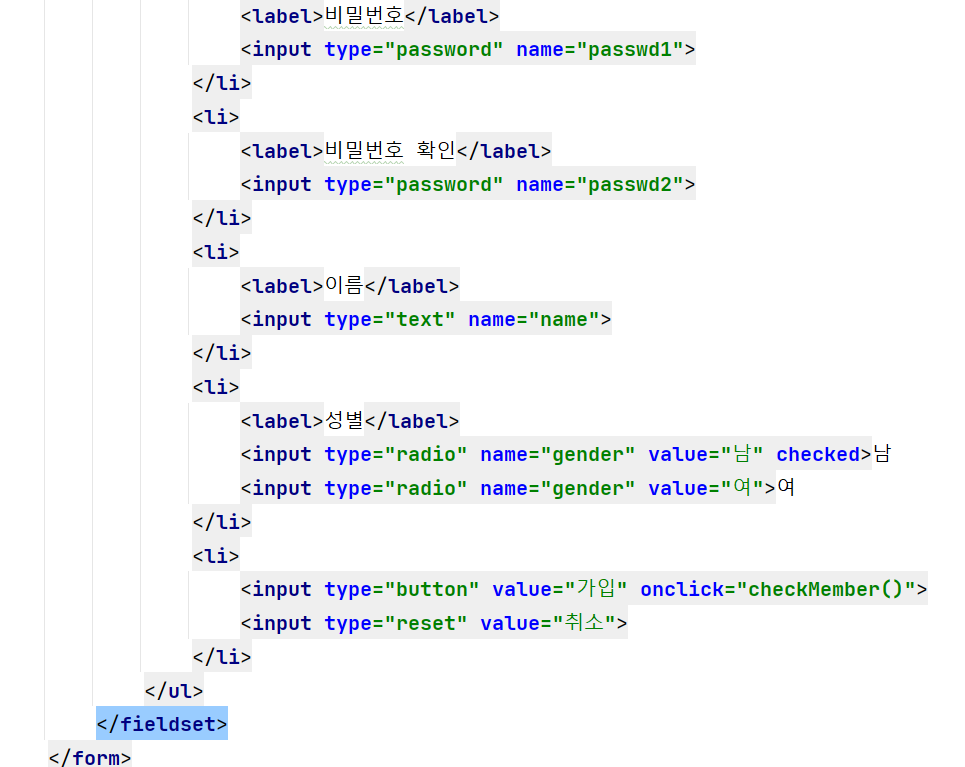 <label>비밀번호</label>
<input type="password" name="passwd1">
</li>
<li>
<label>비밀번호 확인</label>
<input type="password" name="passwd2">
</li>
<li>
<label>이름</label>
<input type="text" name="name">
</li>
<li>
<label>성별</label>
<input type="radio" name="gender" value="남" checked>남
<input type="radio" name="gender" value="여">여
</li>
<li>
<input type="button" value="가입" onclick="checkMember()">
<input type="reset" value="취소">
</li>
</ul>
</fieldset>
</form>